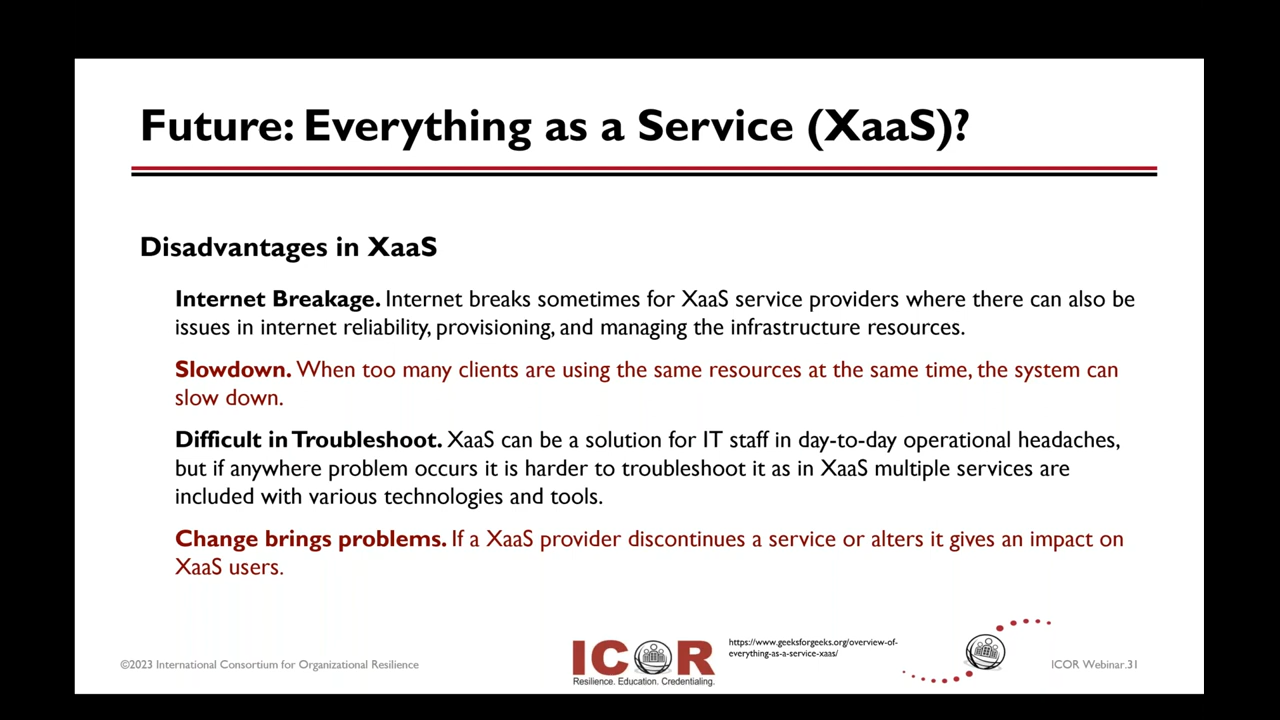 Future: Everything as a Service (XaaS)?
Disadvantages in XaaS
Internet Breakage. Internet breaks sometimes for XaaS service providers where there can also be
issues in internet reliability, provisioning, and managing the infrastructure resources.
Slowdown. When too many clients are using the same resources at the same time, the system can
slow down.
Difficult in Troubleshoot. XaaS can be a solution for IT staff in day-to-day operational headaches,
but if anywhere problem occurs it is harder to troubleshoot it as in XaaS multiple services are
included with various technologies and tools.
Change brings problems. If a XaaS provider discontinues a service or alters it gives an impact on
XaaS users.
©2023 International Consortium for Organizational Resilience
ICOR
Resilience. Education. Credentialing.
https://www.geeksforgeeks.org/overview-of-
everything-as-a-service-xaas/
ICOR Webinar.31